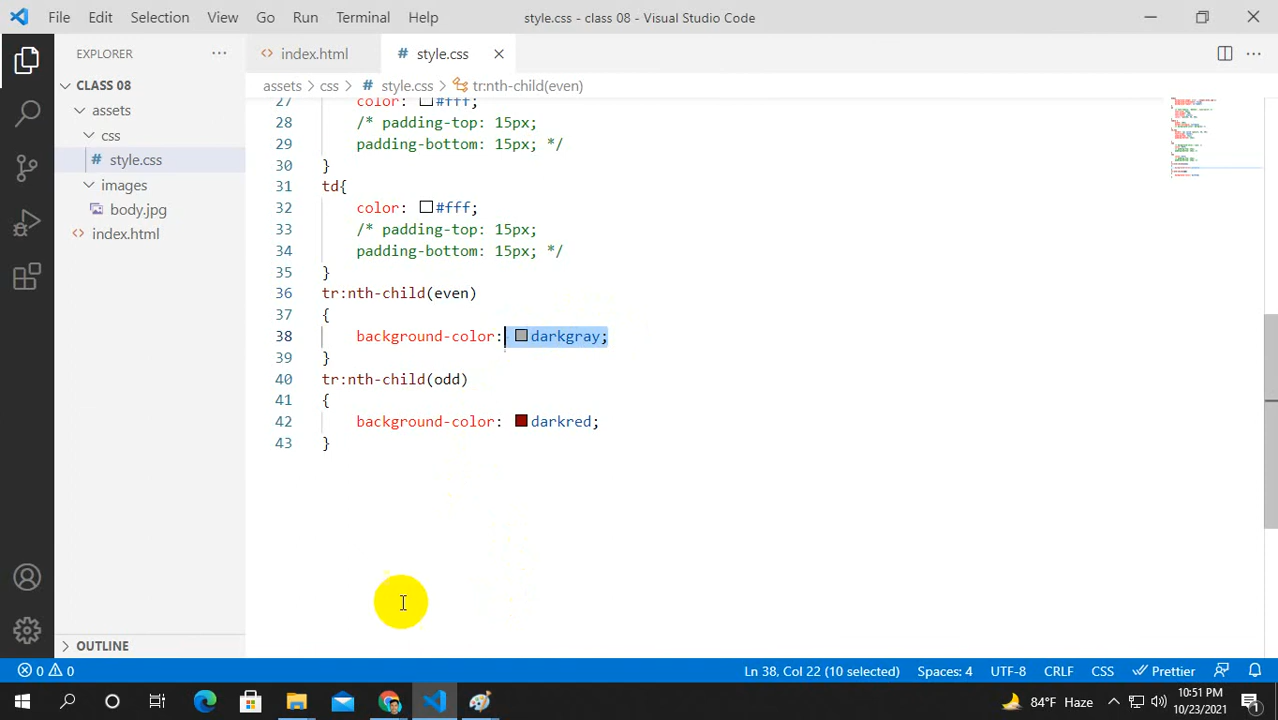 File Edit Selection View Go Run Terminal Help
style.css - class 08 - Visual Studio Code
EXPLORER
index.html
# style.css
CLASS 08
assets > css > # style.css > tr:nth-child(even)
assets
css
# style.css
images
body.jpg
<> index.html
27 color: #fff;
28 /* padding-top: 15px;
29 padding-bottom: 15px; */
30 }
31 td{
32 color: #fff;
33 /* padding-top: 15px;
34 padding-bottom: 15px; */
35 }
36 tr:nth-child(even)
37 {
38 background-color: darkgray;
39 }
40 tr:nth-child(odd)
41 {
42 background-color: darkred;
43 }
OUTLINE
0 0
Ln 38, Col 22 (10 selected) Spaces: 4 UTF-8 CRLF CSS Prettier
84°F Haze
10:51 PM
10/23/2021
1